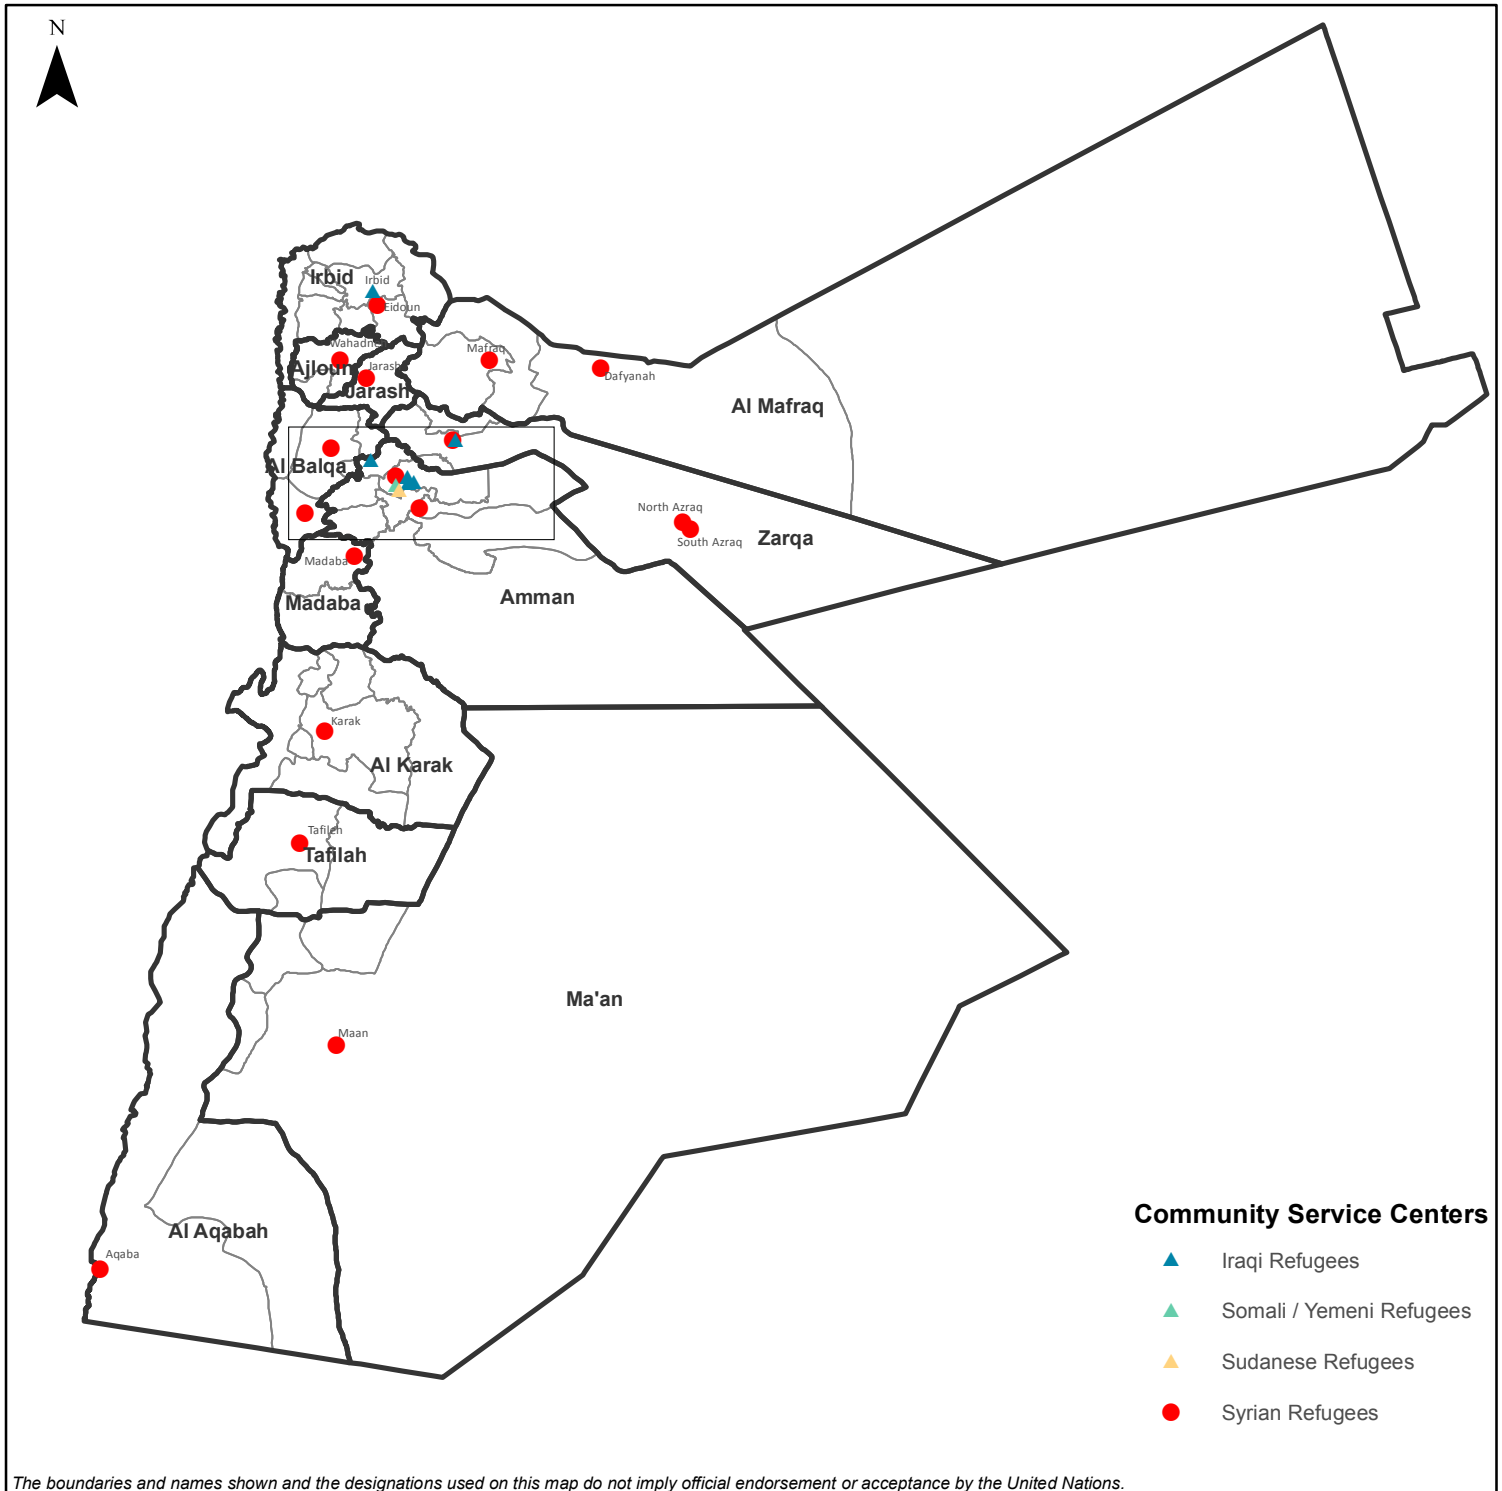 N
Irbid
Irbid
Eidoun
Wahadne
Ajloun
Jarash
Jarash
Mafraq
Dafyanah
Al Mafraq
Al Balqa
North Azraq
South Azraq
Zarqa
Madaba
Madaba
Amman
Karak
Al Karak
Tafileh
Tafilah
Ma'an
Maan
Al Aqabah
Aqaba
Community Service Centers
Iraqi Refugees
Somali / Yemeni Refugees
Sudanese Refugees
Syrian Refugees
The boundaries and names shown and the designations used on this map do not imply official endorsement or acceptance by the United Nations.